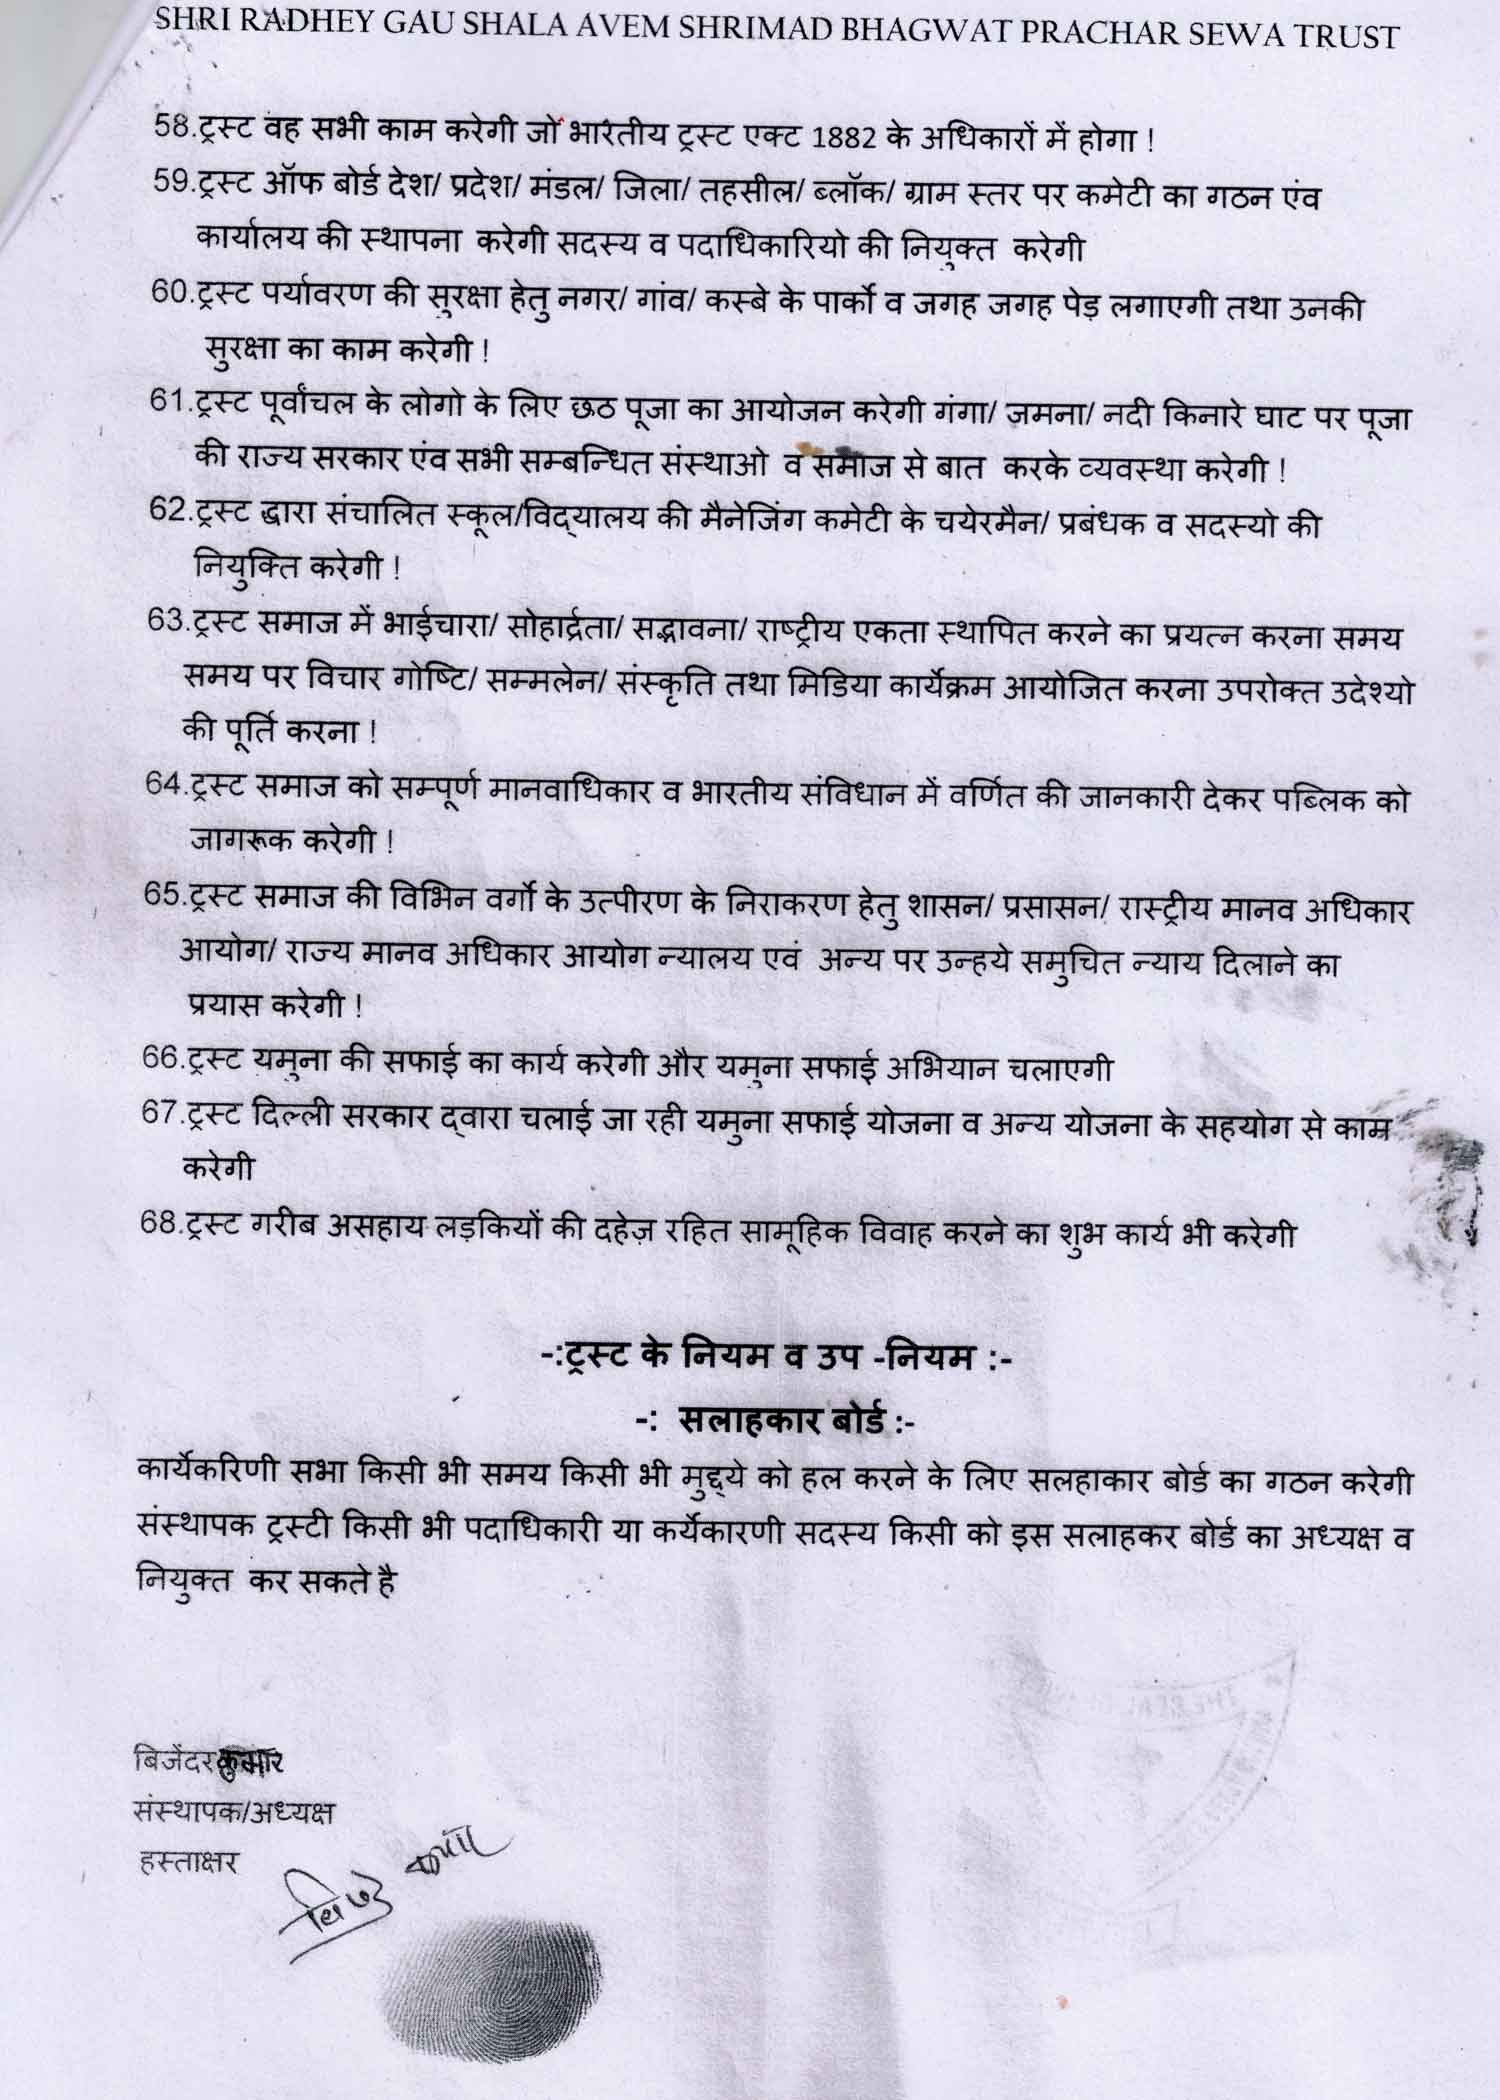 SHRI RADHEY GAU SHALA AVEM SHRIMAD BHAGWAT PRACHAR SEWA TRUST
58.ट्रस्ट वह सभी काम करेगी जो भारतीय ट्रस्ट एक्ट 1882 के अधिकारों में होगा !
59.ट्रस्ट ऑफ बोर्ड देश/ प्रदेश/ मंडल/ जिला/ तहसील/ ब्लॉक/ ग्राम स्तर पर कमेटी का गठन एंव
कार्यालय की स्थापना करेगी सदस्य व पदाधिकारियो की नियुक्त करेगी
60.ट्रस्ट पर्यावरण की सुरक्षा हेतु नगर/ गांव/ कस्बे के पार्को व जगह जगह पेड़ लगाएगी तथा उनकी
सुरक्षा का काम करेगी !
61.ट्रस्ट पूर्वांचल के लोगो के लिए छठ पूजा का आयोजन करेगी गंगा/ जमना/ नदी किनारे घाट पर पूजा
की राज्य सरकार एंव सभी सम्बन्धित संस्थाओ व समाज से बात करके व्यवस्था करेगी !
62.ट्रस्ट द्धारा संचालित स्कूल/विद्यालय की मैनेजिंग कमेटी के चयेरमैन/ प्रबंधक व सदस्यो की
नियुक्ति करेगी !
63.ट्रस्ट समाज में भाईचारा/ सोहार्द्रता/ सद्भावना/ राष्ट्रीय एकता स्थापित करने का प्रयत्न करना समय
समय पर विचार गोष्टि/ सम्मलेन/ संस्कृति तथा मिडिया कार्येक्रम आयोजित करना उपरोक्त उदेश्यो
की पूर्ति करना !
64.ट्रस्ट समाज को सम्पूर्ण मानवाधिकार व भारतीय संविधान में वर्णित की जानकारी देकर पब्लिक को
जागरूक करेगी !
65.ट्रस्ट समाज की विभिन वर्गो के उत्पीरण के निराकरण हेतु शासन/ प्रसासन/ रास्ट्रीय मानव अधिकार
आयोग/ राज्य मानव अधिकार आयोग न्यालय एवं अन्य पर उन्हये समुचित न्याय दिलाने का
प्रयास करेगी !
66.ट्रस्ट यमुना की सफाई का कार्य करेगी और यमुना सफाई अभियान चलाएगी
67.ट्रस्ट दिल्ली सरकार द्वारा चलाई जा रही यमुना सफाई योजना व अन्य योजना के सहयोग से काम
करेगी
68.ट्रस्ट गरीब असहाय लड़कियों की दहेज़ रहित सामूहिक विवाह करने का शुभ कार्य भी करेगी
-:ट्रस्ट के नियम व उप -नियम :-
-: सलाहकार बोर्ड :-
कार्येकरिणी सभा किसी भी समय किसी भी मुद्द्ये को हल करने के लिए सलहाकार बोर्ड का गठन करेगी
संस्थापक ट्रस्टी किसी भी पदाधिकारी या कर्येकारणी सदस्य किसी को इस सलाहकर बोर्ड का अध्यक्ष व
नियुक्त कर सकते है
बिजेंदर कुमार
संस्थापक/अध्यक्ष
हस्ताक्षर